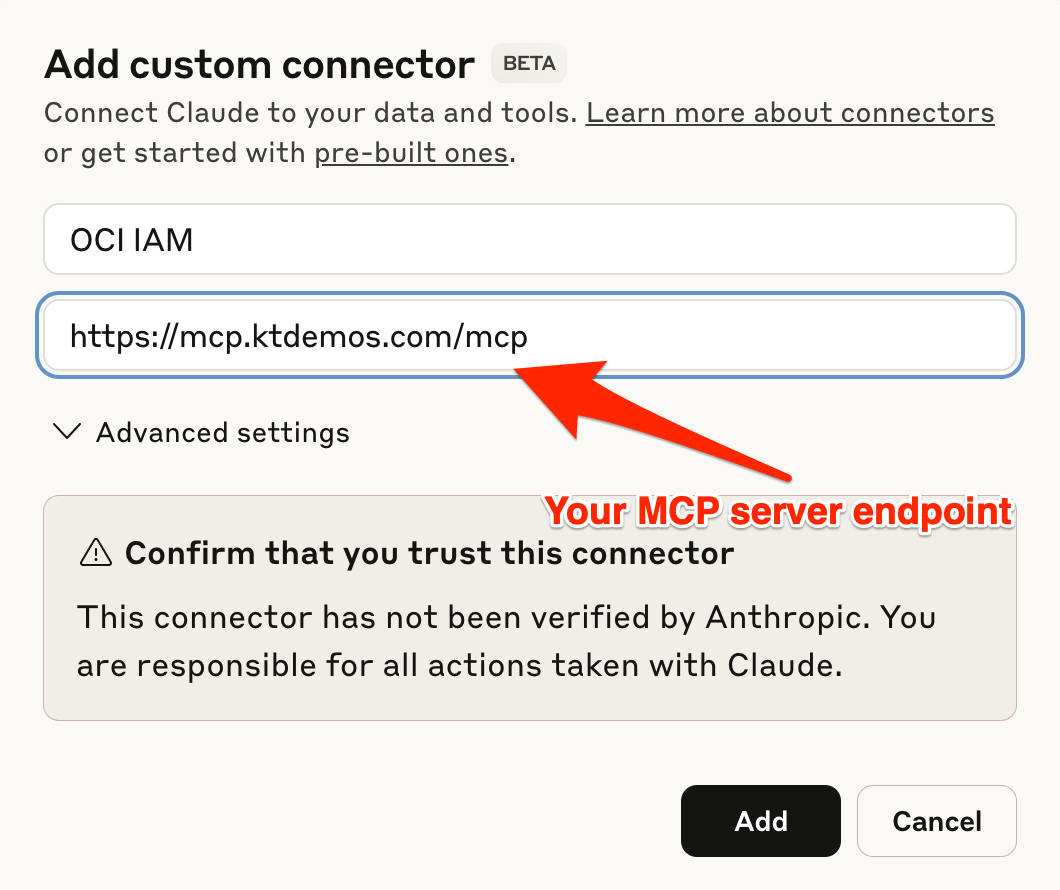 Add custom connector BETA
Connect Claude to your data and tools. Learn more about connectors
or get started with pre-built ones.
OCI IAM
https://mcp.ktdemos.com/mcp
Advanced settings
Your MCP server endpoint
Confirm that you trust this connector
This connector has not been verified by Anthropic. You
are responsible for all actions taken with Claude.
Add Cancel